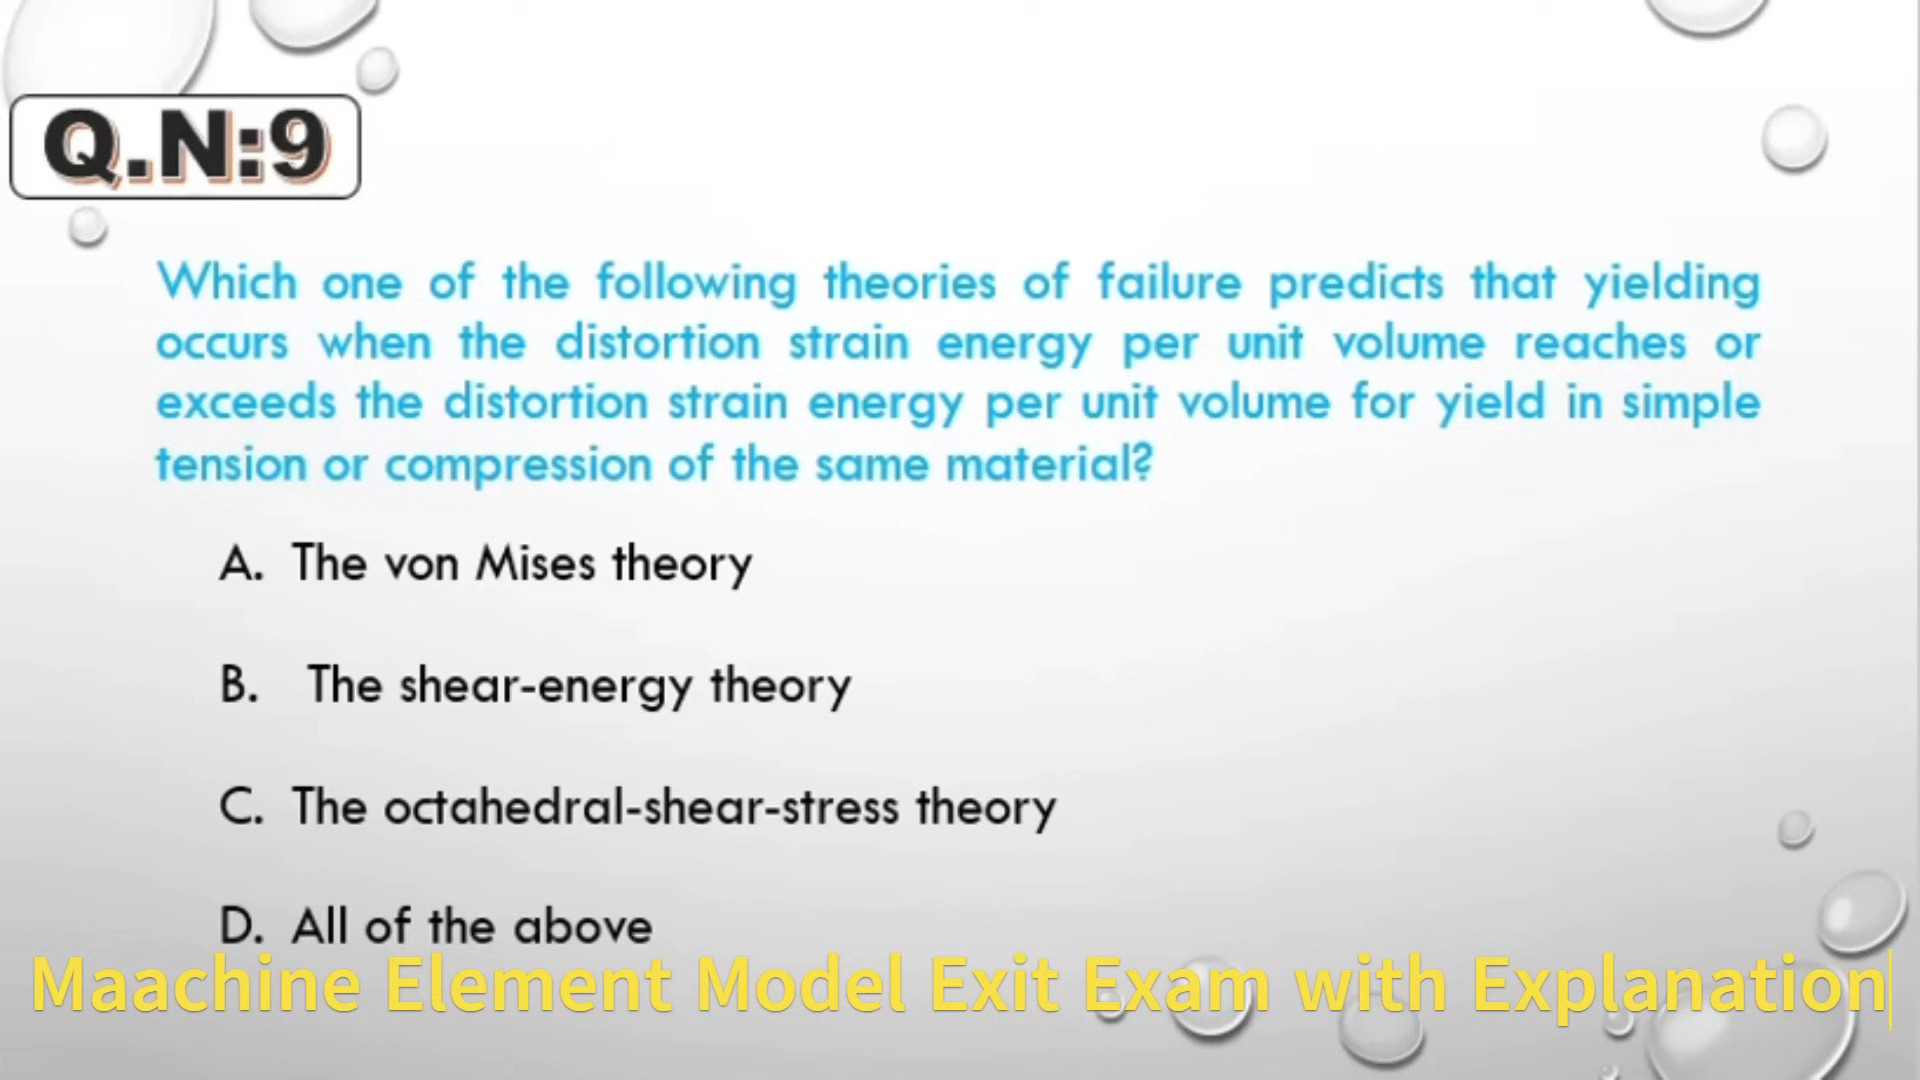 Q.N:9
Which one of the following theories of failure predicts that yielding
occurs when the distortion strain energy per unit volume reaches or
exceeds the distortion strain energy per unit volume for yield in simple
tension or compression of the same material?
A. The von Mises theory
B. The shear-energy theory
C. The octahedral-shear-stress theory
D. All of the above
Maachine Element Model Exit Exam with Explanation